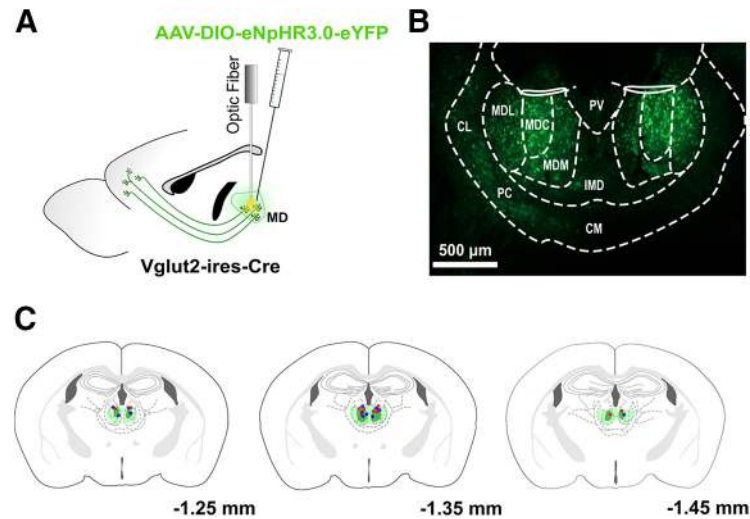 A
AAV-DIO-eNpHR3.0-eYFP
Optic Fiber
MD
Vglut2-ires-Cre
B
PV
MDL
CL
MDC
MDM
IMD
PC
CM
500 µm
C
-1.25 mm
-1.35 mm
-1.45 mm